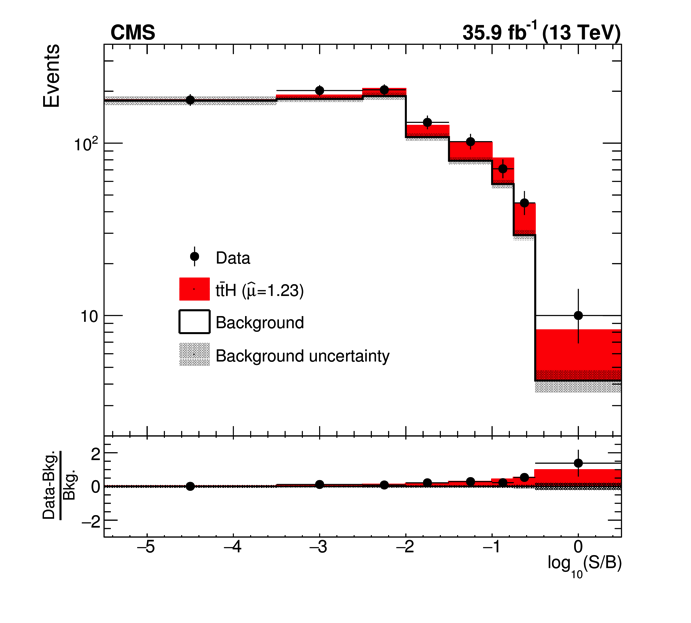 CMS 35.9 fb⁻¹ (13 TeV)
Events
10²
10
Data
tt̄H (μ̂=1.23)
Background
Background uncertainty
Data-Bkg.
Bkg.
2
0
−2
−5 −4 −3 −2 −1 0
log₁₀(S/B)